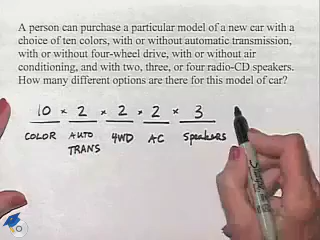 A person can purchase a particular model of a new car with a
choice of ten colors, with or without automatic transmission,
with or without four-wheel drive, with or without air
conditioning, and with two, three, or four radio-CD speakers.
How many different options are there for this model of car?
10 × 2 × 2 × 2 × 3
COLOR AUTO TRANS 4WD AC Speakers
Sharpie